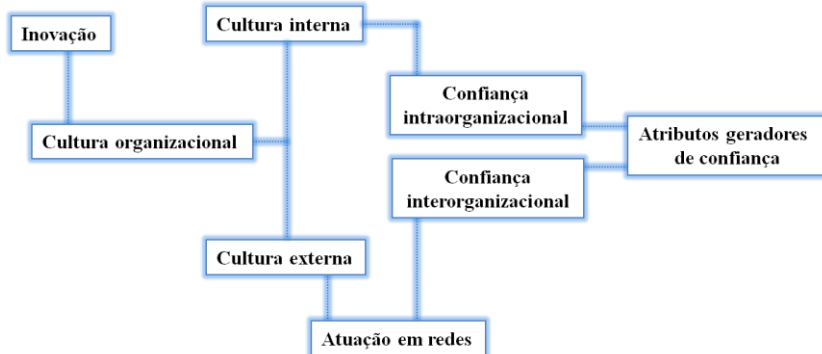 Inovação
Cultura interna
Cultura organizacional
Confiança
intraorganizacional
Atributos geradores
de confiança
Confiança
interorganizacional
Cultura externa
Atuação em redes